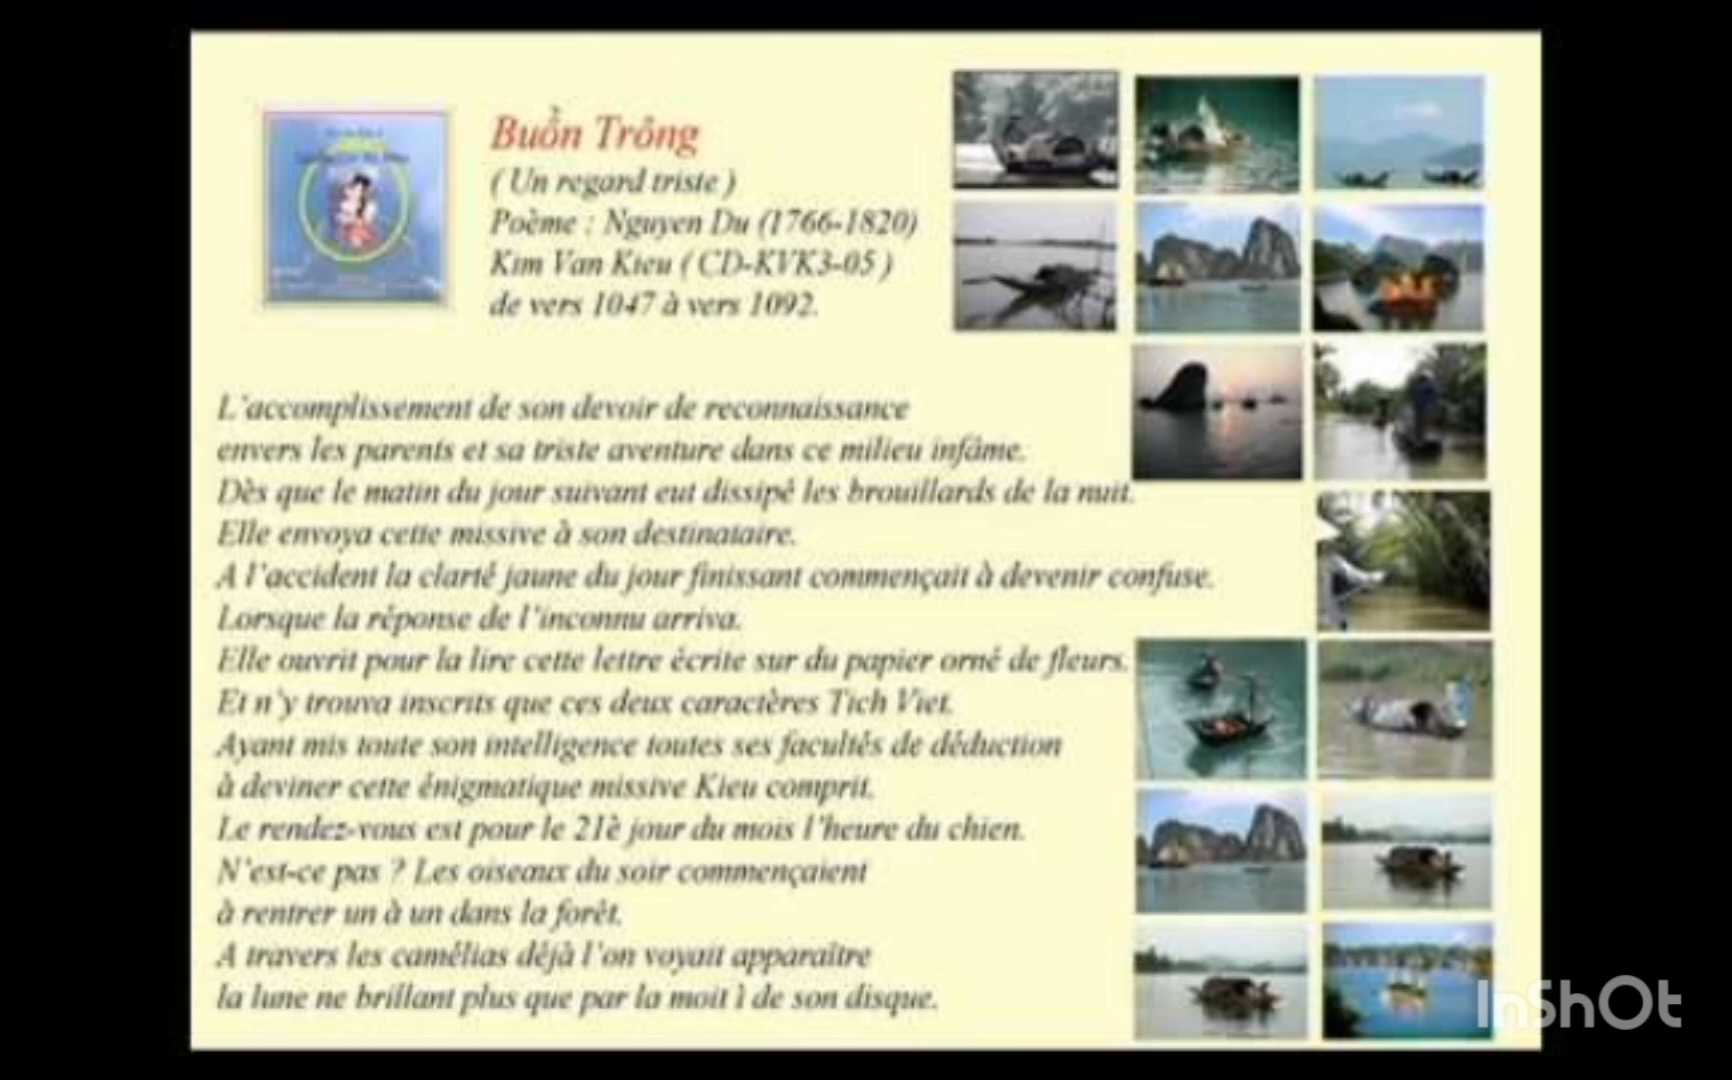 Buồn Trông
( Un regard triste )
Poème : Nguyen Du (1766-1820)
Kim Van Kieu ( CD-KVK3-05 )
de vers 1047 à vers 1092.
L'accomplissement de son devoir de reconnaissance
envers les parents et sa triste aventure dans ce milieu infâme.
Dès que le matin du jour suivant eut dissipé les brouillards de la nuit.
Elle envoya cette missive à son destinataire.
A l'accident la clarté jaune du jour finissant commençait à devenir confuse.
Lorsque la réponse de l'inconnu arriva.
Elle ouvrit pour la lire cette lettre écrite sur du papier orné de fleurs.
Et n'y trouva inscrits que ces deux caractères Tich Viet.
Ayant mis toute son intelligence toutes ses facultés de déduction
à deviner cette énigmatique missive Kieu comprit.
Le rendez-vous est pour le 21è jour du mois l'heure du chien.
N'est-ce pas ? Les oiseaux du soir commençaient
à rentrer un à un dans la forêt.
A travers les camélias déjà l'on voyait apparaître
la lune ne brillant plus que par la moit ì de son disque.
InShOt